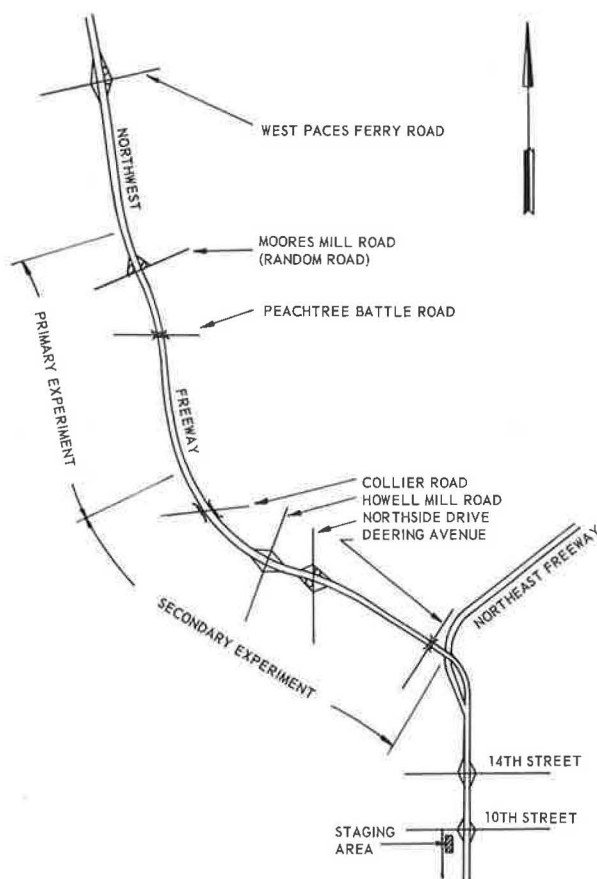 WEST PACES FERRY ROAD
NORTHWEST
MOORES MILL ROAD
(RANDOM ROAD)
PEACHTREE BATTLE ROAD
PRIMARY EXPERIMENT
FREEWAY
COLLIER ROAD
HOWELL MILL ROAD
NORTHSIDE DRIVE
DEERING AVENUE
NORTHEAST FREEWAY
SECONDARY EXPERIMENT
14TH STREET
10TH STREET
STAGING
AREA